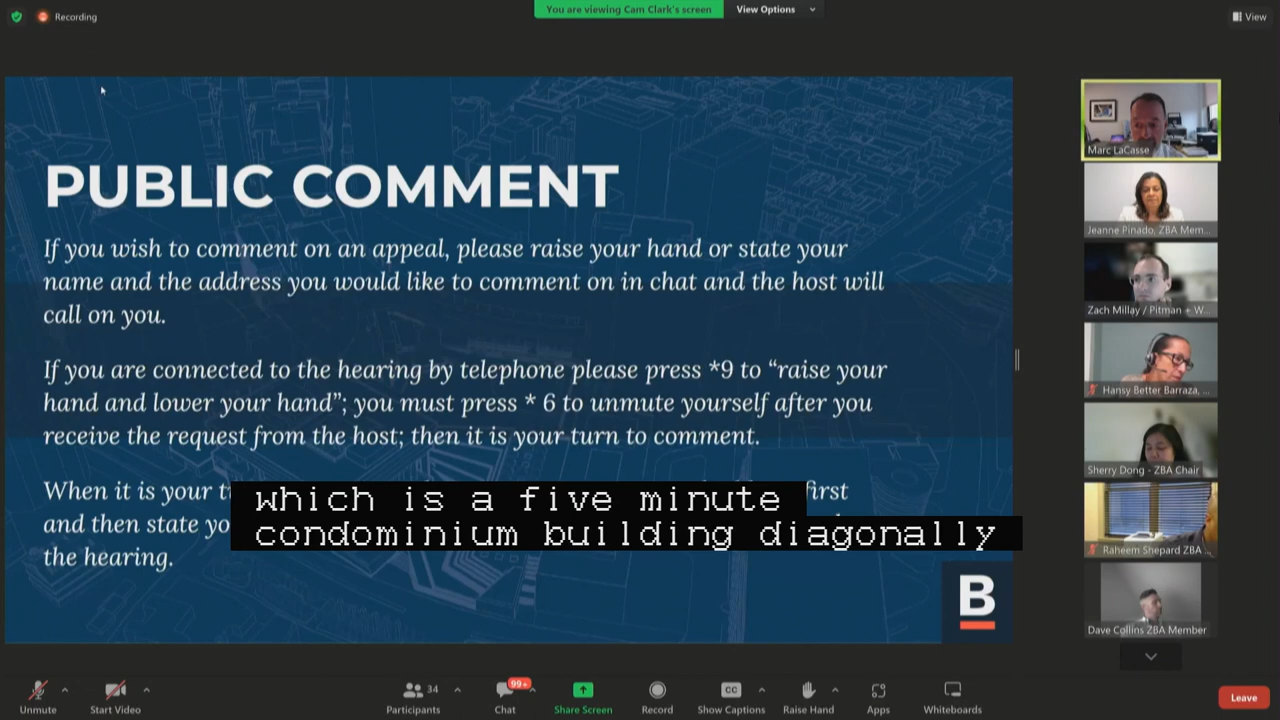 Recording
You are viewing Cam Clark's screen
View Options
View
PUBLIC COMMENT
If you wish to comment on an appeal, please raise your hand or state your
name and the address you would like to comment on in chat and the host will
call on you.
If you are connected to the hearing by telephone please press *9 to “raise your
hand and lower your hand”; you must press * 6 to unmute yourself after you
receive the request from the host; then it is your turn to comment.
When it is your
first
and then state
the hearing.
which is a five minute
condominium building diagonally
B
Marc LaCasse
Jeanne Pinado, ZBA Mem...
Zach Millay / Pitman + W...
Hansy Better Barraza, ...
Sherry Dong - ZBA Chair
Raheem Shepard ZBA ...
Dave Collins ZBA Member
Unmute
Start Video
34
Participants
99+
Chat
Share Screen
Record
CC
Show Captions
Raise Hand
Apps
Whiteboards
Leave